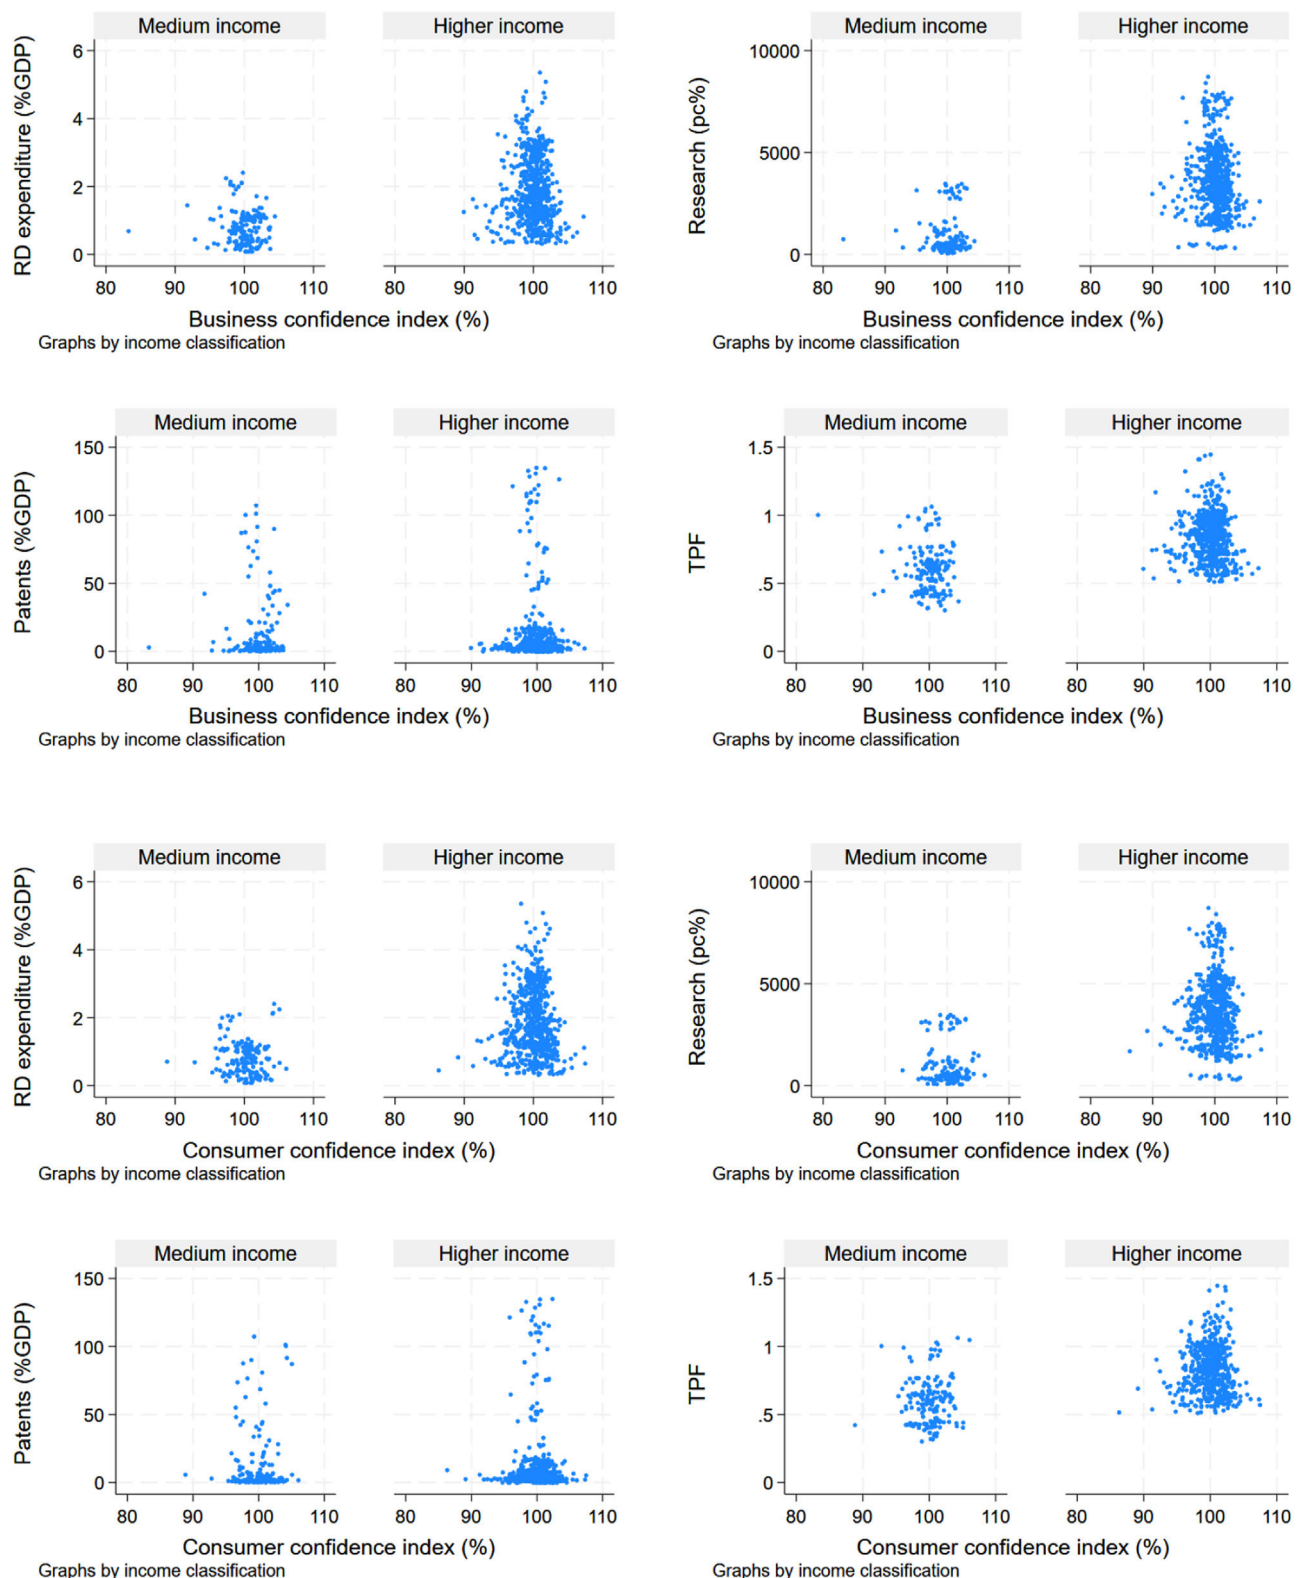 Medium income Higher income
RD expenditure (%GDP)
6
4
2
0
80 90 100 110 80 90 100 110
Business confidence index (%)
Graphs by income classification
Medium income Higher income
Research (pc%)
10000
5000
0
80 90 100 110 80 90 100 110
Business confidence index (%)
Graphs by income classification
Medium income Higher income
Patents (%GDP)
150
100
50
0
80 90 100 110 80 90 100 110
Business confidence index (%)
Graphs by income classification
Medium income Higher income
TPF
1.5
1
.5
0
80 90 100 110 80 90 100 110
Business confidence index (%)
Graphs by income classification
Medium income Higher income
RD expenditure (%GDP)
6
4
2
0
80 90 100 110 80 90 100 110
Consumer confidence index (%)
Graphs by income classification
Medium income Higher income
Research (pc%)
10000
5000
0
80 90 100 110 80 90 100 110
Consumer confidence index (%)
Graphs by income classification
Medium income Higher income
Patents (%GDP)
150
100
50
0
80 90 100 110 80 90 100 110
Consumer confidence index (%)
Graphs by income classification
Medium income Higher income
TPF
1.5
1
.5
0
80 90 100 110 80 90 100 110
Consumer confidence index (%)
Graphs by income classification